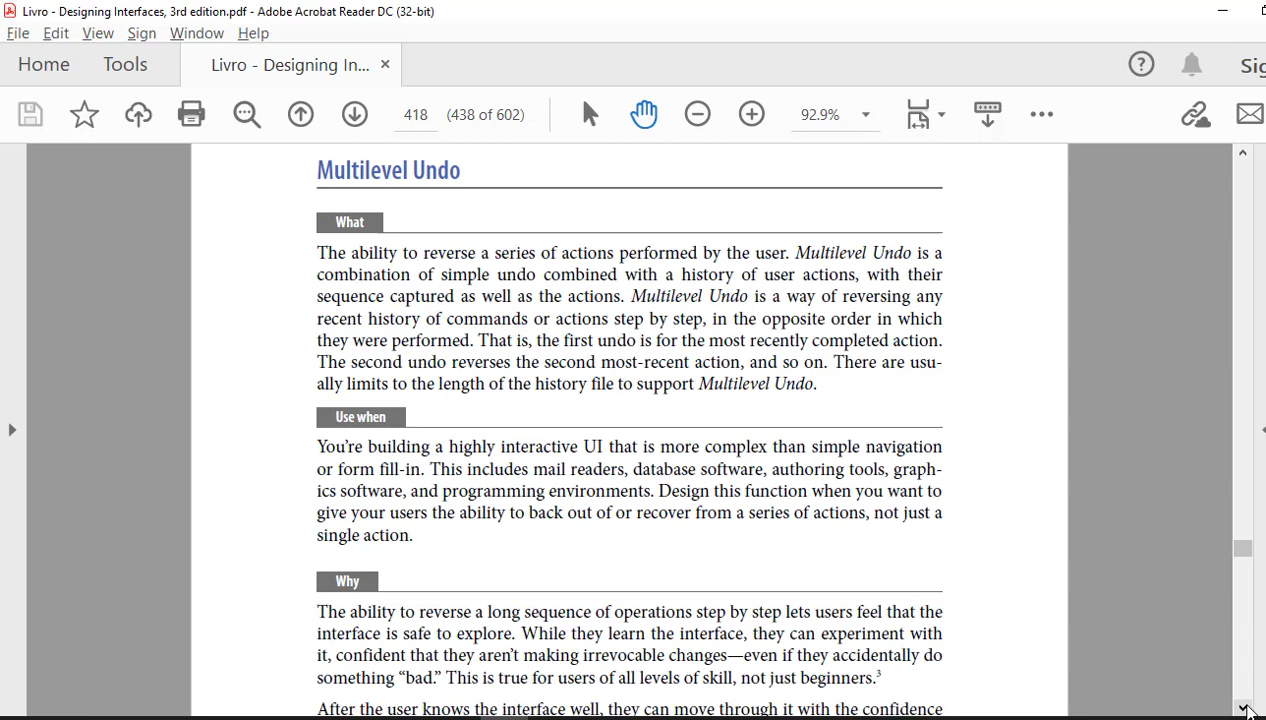 Livro - Designing Interfaces, 3rd edition.pdf - Adobe Acrobat Reader DC (32-bit)
File Edit View Sign Window Help
Home Tools Livro - Designing In... ×
418 (438 of 602) 92.9%
Multilevel Undo
What
The ability to reverse a series of actions performed by the user. Multilevel Undo is a
combination of simple undo combined with a history of user actions, with their
sequence captured as well as the actions. Multilevel Undo is a way of reversing any
recent history of commands or actions step by step, in the opposite order in which
they were performed. That is, the first undo is for the most recently completed action.
The second undo reverses the second most-recent action, and so on. There are usu-
ally limits to the length of the history file to support Multilevel Undo.
Use when
You’re building a highly interactive UI that is more complex than simple navigation
or form fill-in. This includes mail readers, database software, authoring tools, graph-
ics software, and programming environments. Design this function when you want to
give your users the ability to back out of or recover from a series of actions, not just a
single action.
Why
The ability to reverse a long sequence of operations step by step lets users feel that the
interface is safe to explore. While they learn the interface, they can experiment with
it, confident that they aren’t making irrevocable changes—even if they accidentally do
something “bad.” This is true for users of all levels of skill, not just beginners.³
After the user knows the interface well, they can move through it with the confidence